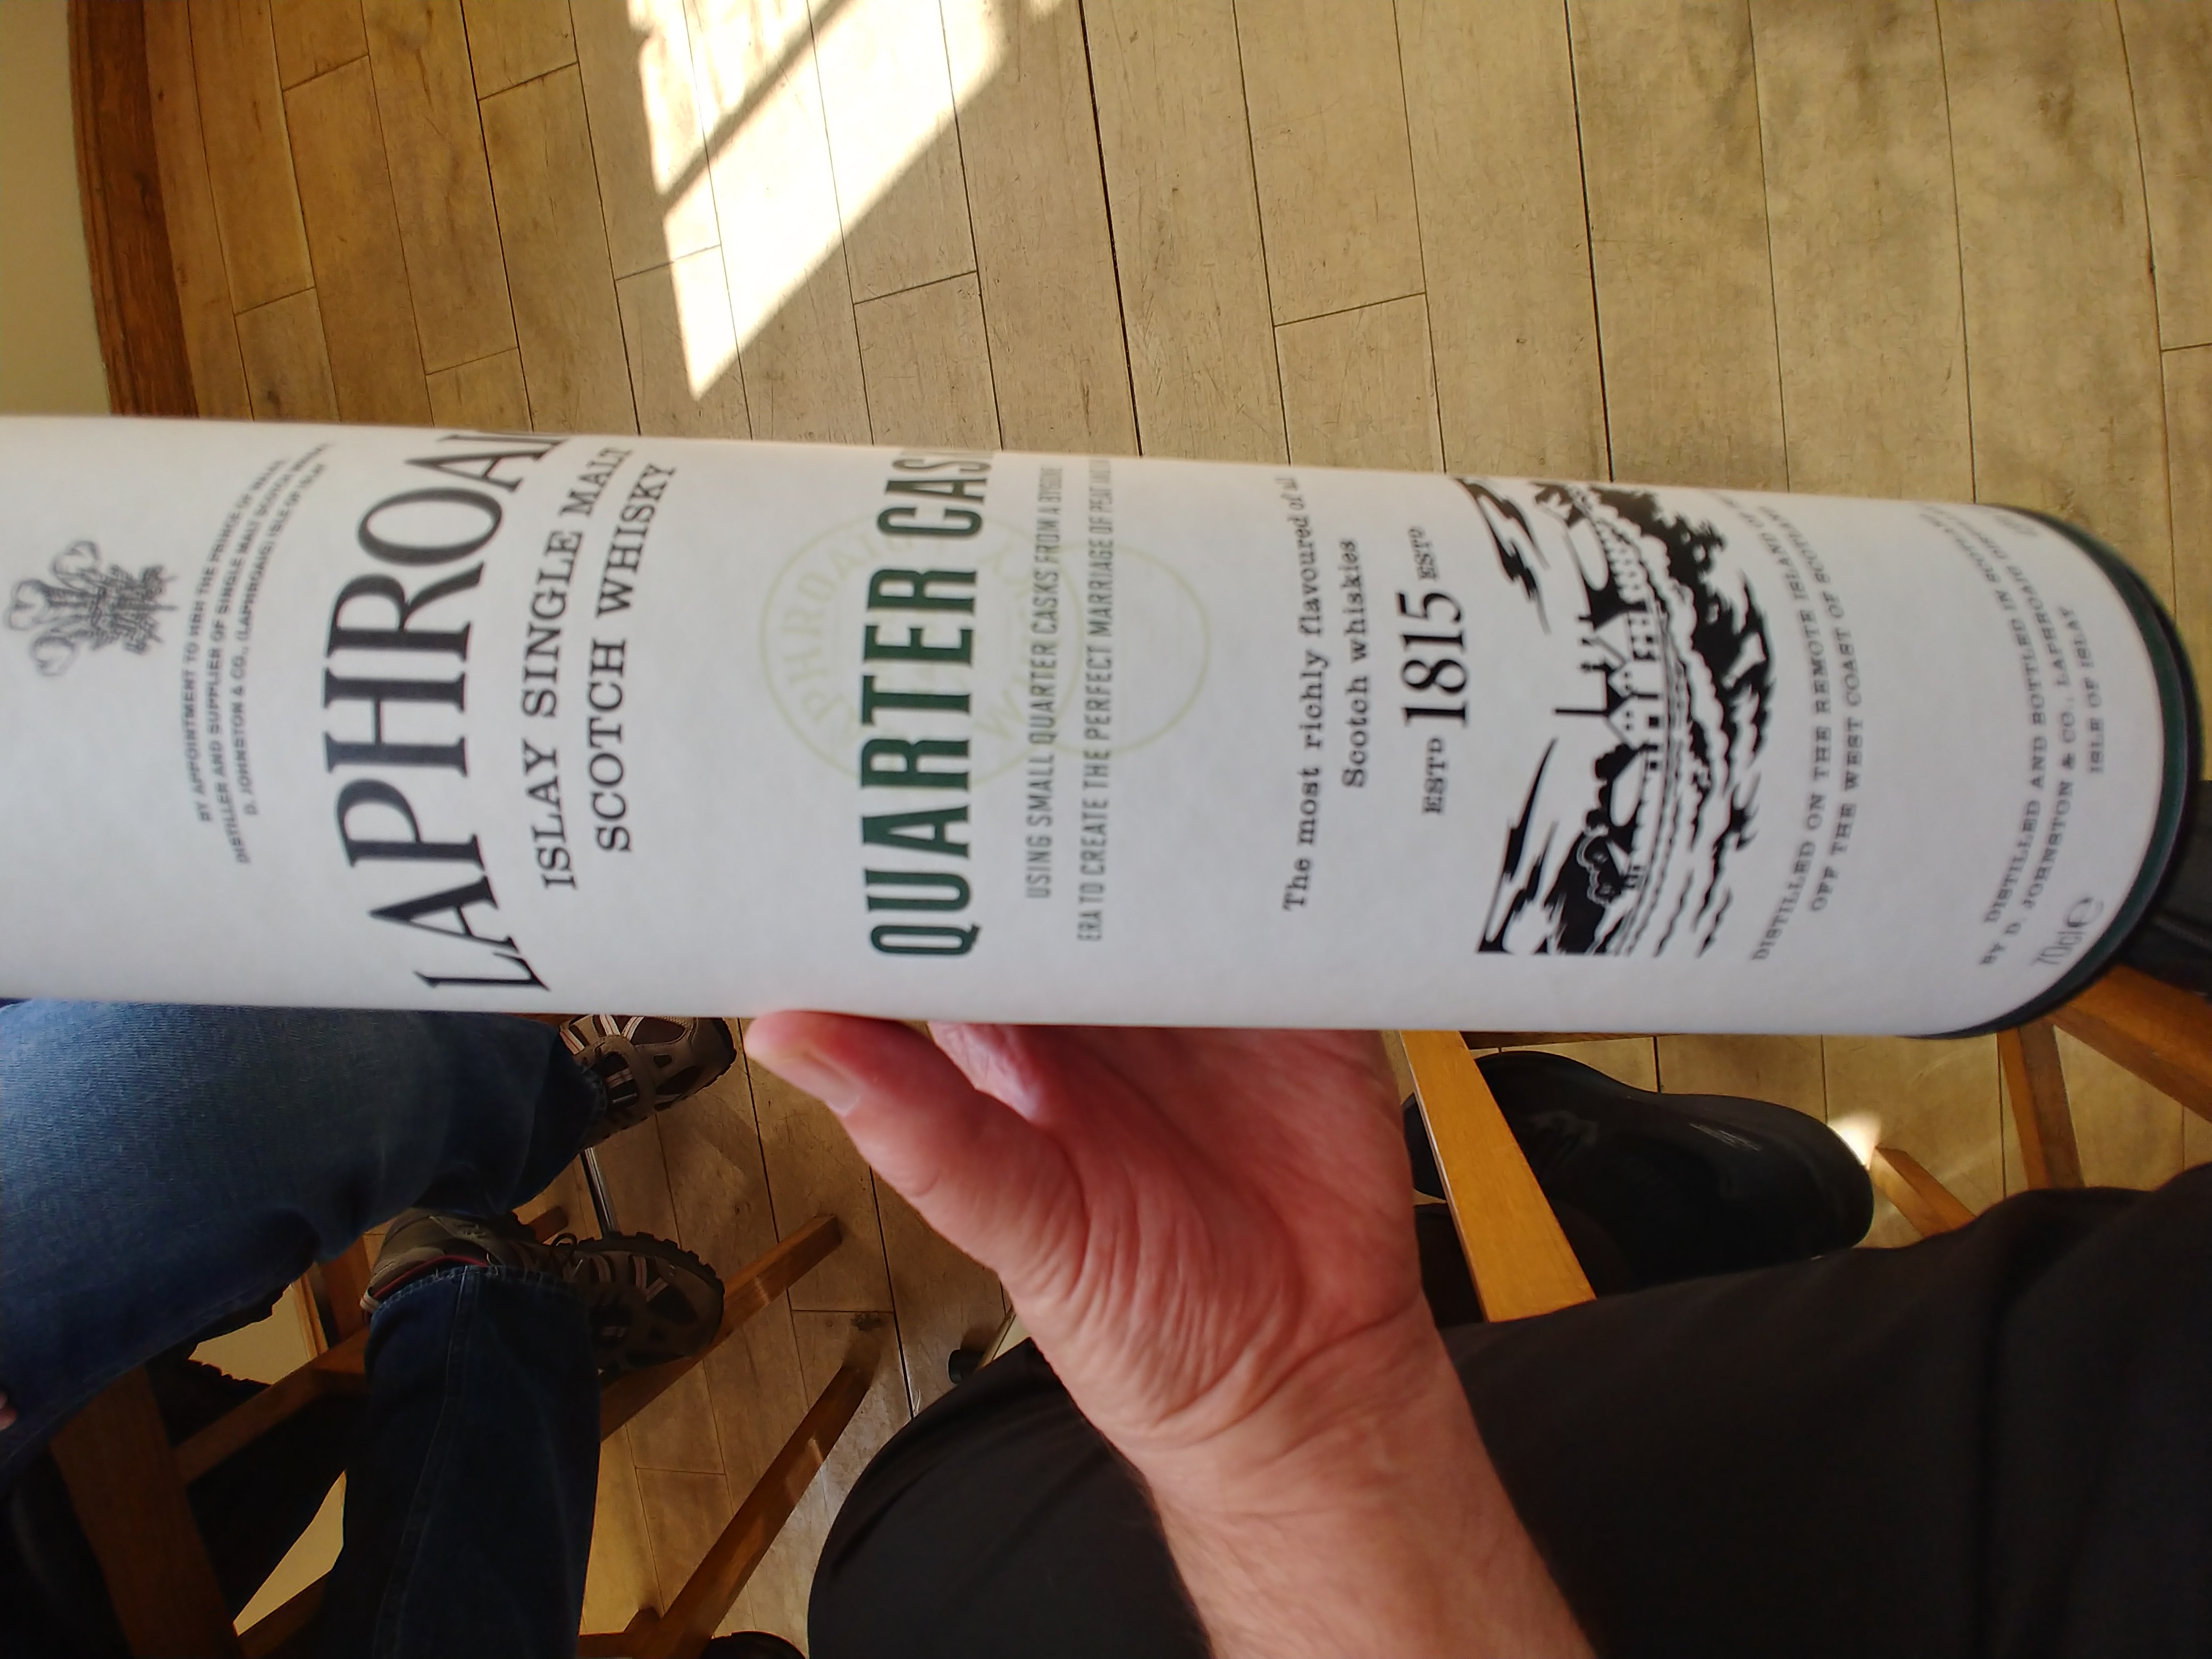 BY APPOINTMENT TO HRH THE PRINCE OF WALES
DISTILLER AND SUPPLIER OF SINGLE MALT SCOTCH WHISKY
D. JOHNSTON & CO., (LAPHROAIG) ISLE OF ISLAY
LAPHROAI
ISLAY SINGLE MALT
SCOTCH WHISKY
QUARTER CAS
USING SMALL QUARTER CASKS FROM A BYGONE
ERA TO CREATE THE PERFECT MARRIAGE OF PEAT AND
The most richly flavoured of al
Scotch whiskies
ESTD 1815 ESTD
DISTILLED ON THE REMOTE ISLAND OF
OFF THE WEST COAST OF SCOTLAND
DISTILLED AND BOTTLED IN SCOTLAND
BY D. JOHNSTON & CO., LAPHROAIG
ISLE OF ISLAY
70cl e